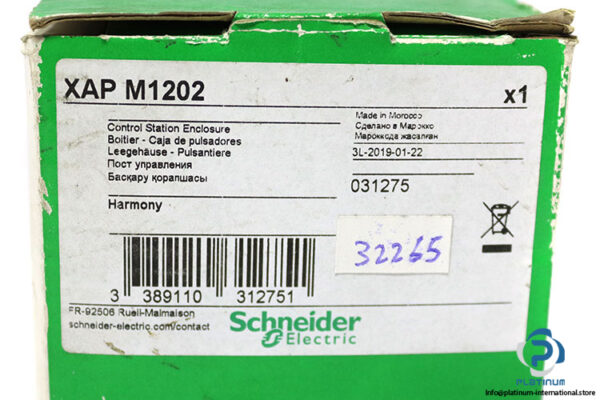 XAP M1202
x1
Control Station Enclosure
Boîtier - Caja de pulsadores
Leegehäuse - Pulsantiere
Пост управления
Басқару қорапшасы
Harmony
Made in Morocco
Сделано в Марокко
Мароккода жасалған
3L-2019-01-22
031275
32265
3 389110 312751
FR-92506 Rueil-Malmaison
schneider-electric.com/contact
Schneider
Electric
PLATINUM
INTERNATIONAL
info@platinum-international.store